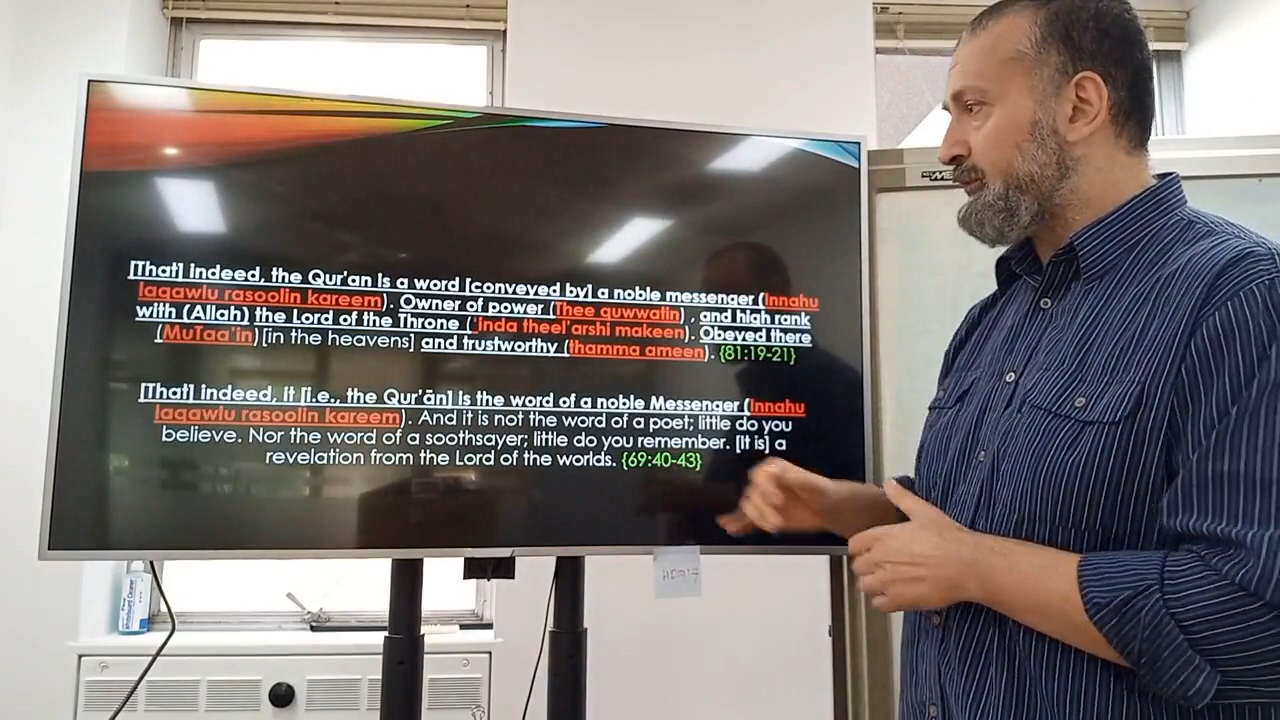 [That] indeed, the Qur'an is a word [conveyed by] a noble messenger (Innahu
laqawlu rasoolin kareem). Owner of power (Thee quwwatin) , and high rank
with (Allah) the Lord of the Throne ('inda theel'arshi makeen). Obeyed there
(MuTaa'in) [in the heavens] and trustworthy (thamma ameen). {81:19-21}
[That] indeed, it [i.e., the Qur'ān] is the word of a noble Messenger (Innahu
laqawlu rasoolin kareem). And it is not the word of a poet; little do you
believe. Nor the word of a soothsayer; little do you remember. [It is] a
revelation from the Lord of the worlds. {69:40-43}